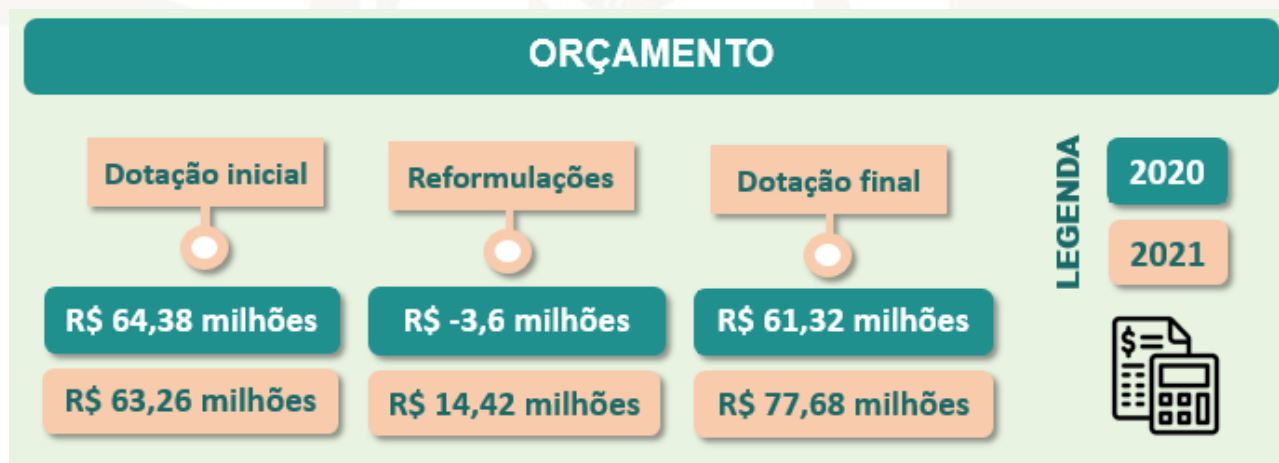 ORÇAMENTO
Dotação inicial
Reformulações
Dotação final
R$ 64,38 milhões
R$ -3,6 milhões
R$ 61,32 milhões
R$ 63,26 milhões
R$ 14,42 milhões
R$ 77,68 milhões
LEGENDA
2020
2021
$=